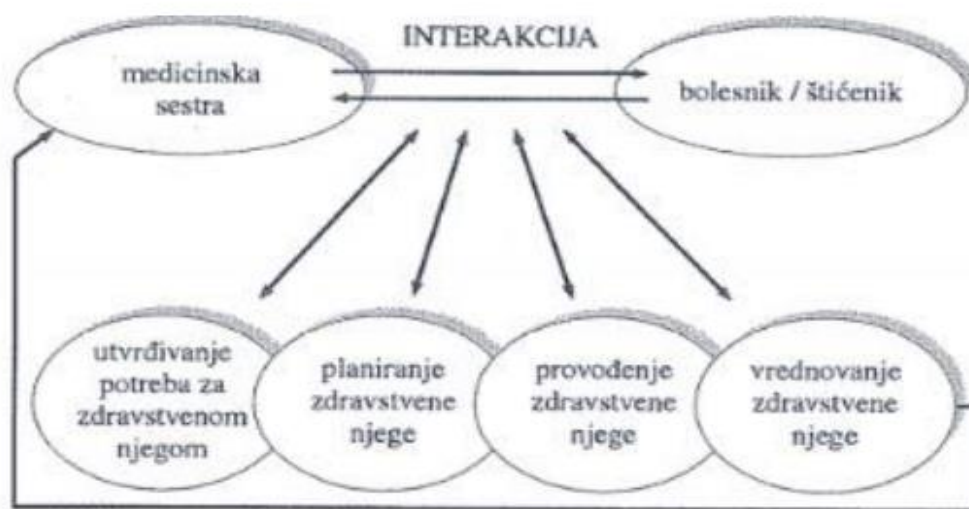 INTERAKCIJA
medicinska
sestra
bolesnik / štićenik
utvrđivanje
potreba za
zdravstvenom
njegom
planiranje
zdravstvene
njege
provođenje
zdravstvene
njege
vrednovanje
zdravstvene
njege